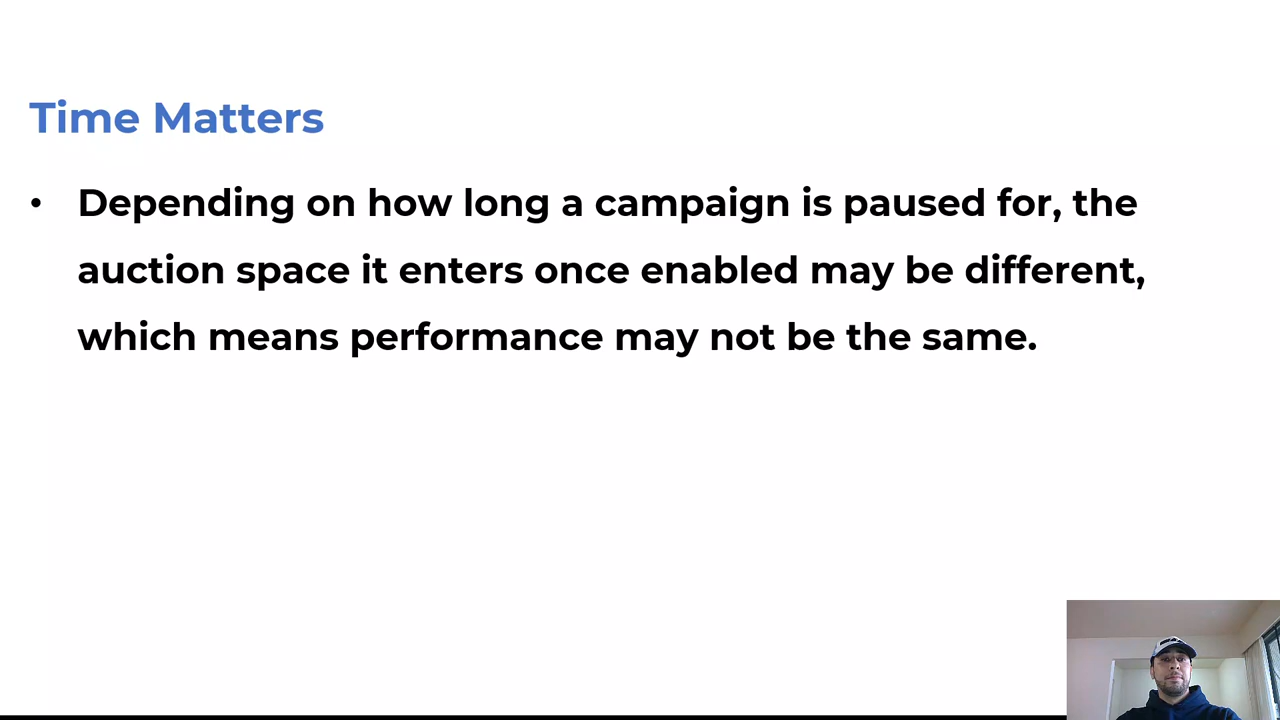 Time Matters
• Depending on how long a campaign is paused for, the
auction space it enters once enabled may be different,
which means performance may not be the same.